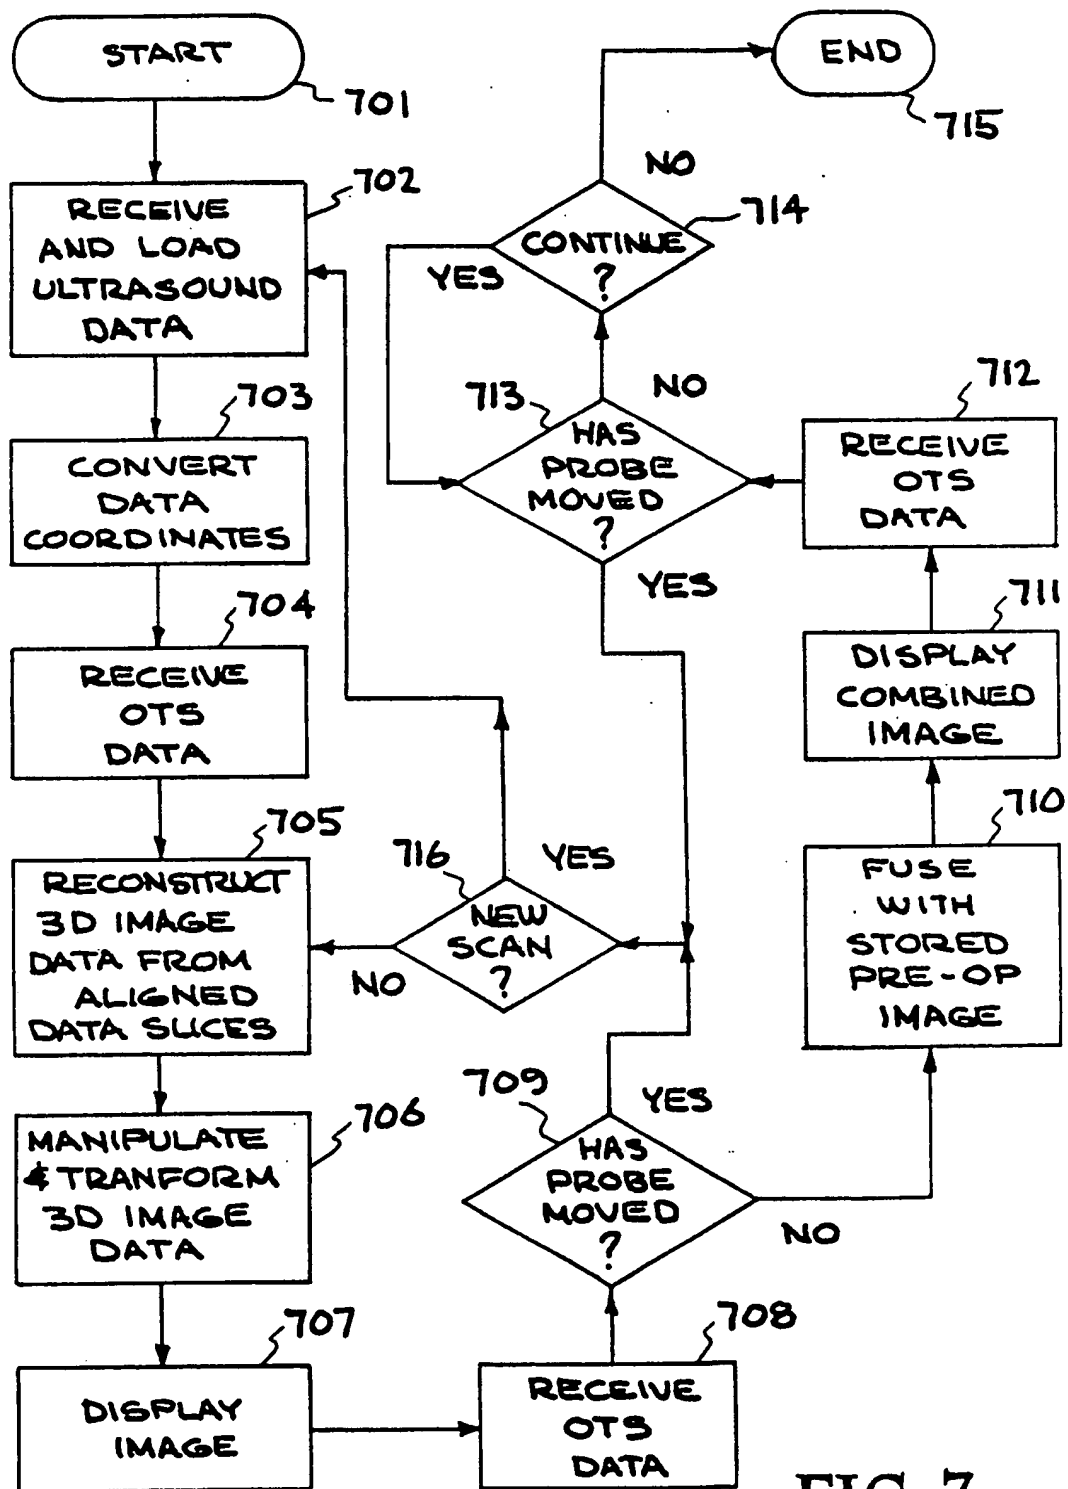 START
701
RECEIVE
AND LOAD
ULTRASOUND
DATA
702
CONVERT
DATA
COORDINATES
703
RECEIVE
OTS
DATA
704
RECONSTRUCT
3D IMAGE
DATA FROM
ALIGNED
DATA SLICES
705
MANIPULATE
& TRANFORM
3D IMAGE
DATA
706
DISPLAY
IMAGE
707
RECEIVE
OTS
DATA
708
HAS
PROBE
MOVED
?
709
YES
NO
FUSE
WITH
STORED
PRE-OP
IMAGE
710
DISPLAY
COMBINED
IMAGE
711
RECEIVE
OTS
DATA
712
HAS
PROBE
MOVED
?
713
NO
YES
CONTINUE
?
714
YES
NO
END
715
NEW
SCAN
?
716
YES
NO
FIG. 7